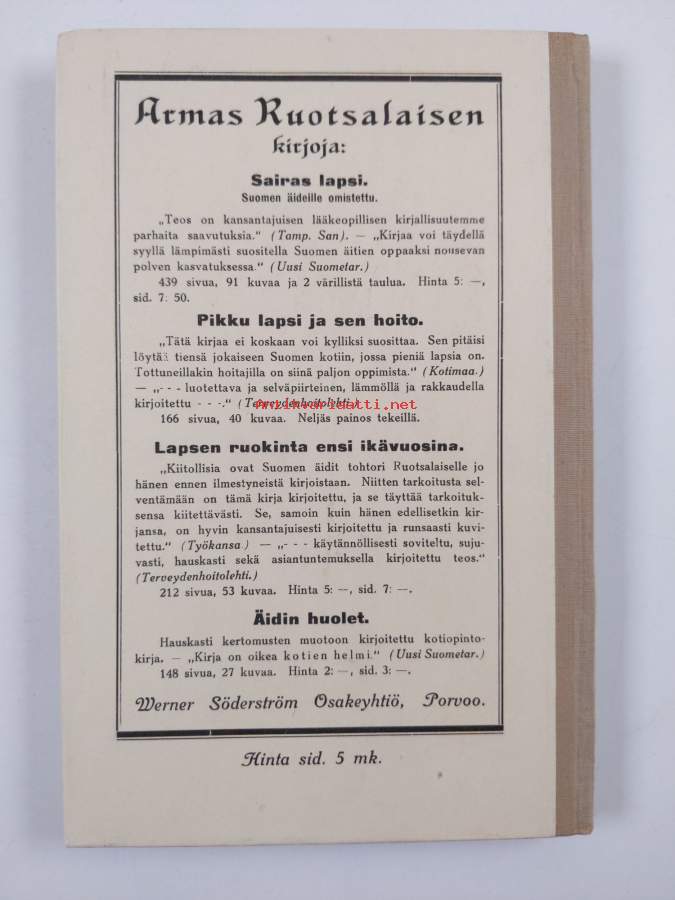 Armas Ruotsalaisen
kirjoja:
Sairas lapsi.
Suomen äideille omistettu.
„Teos on kansantajuisen lääkeopillisen kirjallisuutemme
parhaita saavutuksia.“ (Tamp. San). — „Kirjaa voi täydellä
syyllä lämpimästi suositella Suomen äitien oppaaksi nousevan
polven kasvatuksessa.“ (Uusi Suometar.)
439 sivua, 91 kuvaa ja 2 värillistä taulua. Hinta 5: —,
sid. 7: 50.
Pikku lapsi ja sen hoito.
„Tätä kirjaa ei koskaan voi kylliksi suosittaa. Sen pitäisi
löytää tiensä jokaiseen Suomen kotiin, jossa pieniä lapsia on.
Tottuneillakin hoitajilla on siinä paljon oppimista.“ (Kotimaa.)
— „- - - luotettava ja selväpiirteinen, lämmöllä ja rakkaudella
kirjoitettu - - -.“ (Terveydenhoitolehti.)
antikvariaatti.net
166 sivua, 40 kuvaa. Neljäs painos tekeillä.
Lapsen ruokinta ensi ikävuosina.
„Kiitollisia ovat Suomen äidit tohtori Ruotsalaiselle jo
hänen ennen ilmestyneistä kirjoistaan. Niitten tarkoitusta sel-
ventämään on tämä kirja kirjoitettu, ja se täyttää tarkoituk-
sensa kiitettävästi. Se, samoin kuin hänen edellisetkin kir-
jansa, on hyvin kansantajuisesti kirjoitettu ja runsaasti kuvi-
tettu.“ (Työkansa.) — „- - - käytännöllisesti soviteltu, suju-
vasti, hauskasti sekä asiantuntemuksella kirjoitettu teos.“
(Terveydenhoitolehti.)
212 sivua, 53 kuvaa. Hinta 5: —, sid. 7: —.
Äidin huolet.
Hauskasti kertomusten muotoon kirjoitettu kotiopinto-
kirja. — „Kirja on oikea kotien helmi.“ (Uusi Suometar.)
148 sivua, 27 kuvaa. Hinta 2: —, sid. 3: —.
Werner Söderström Osakeyhtiö, Porvoo.
Hinta sid. 5 mk.